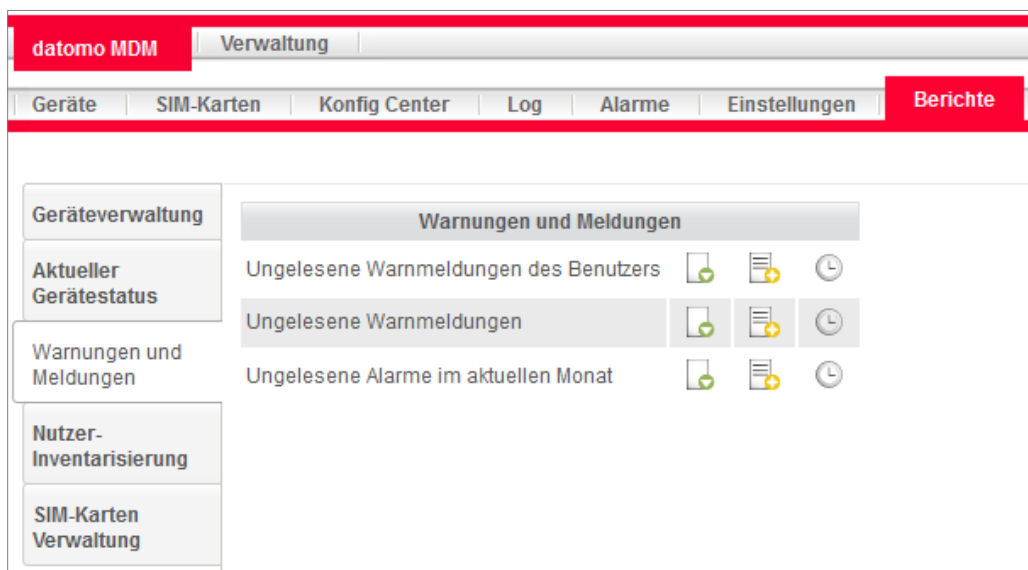 datomo MDM Verwaltung
Geräte SIM-Karten Konfig Center Log Alarme Einstellungen Berichte
Geräteverwaltung
Aktueller
Gerätestatus
Warnungen und
Meldungen
Nutzer-
Inventarisierung
SIM-Karten
Verwaltung
Warnungen und Meldungen
Ungelesene Warnmeldungen des Benutzers
Ungelesene Warnmeldungen
Ungelesene Alarme im aktuellen Monat